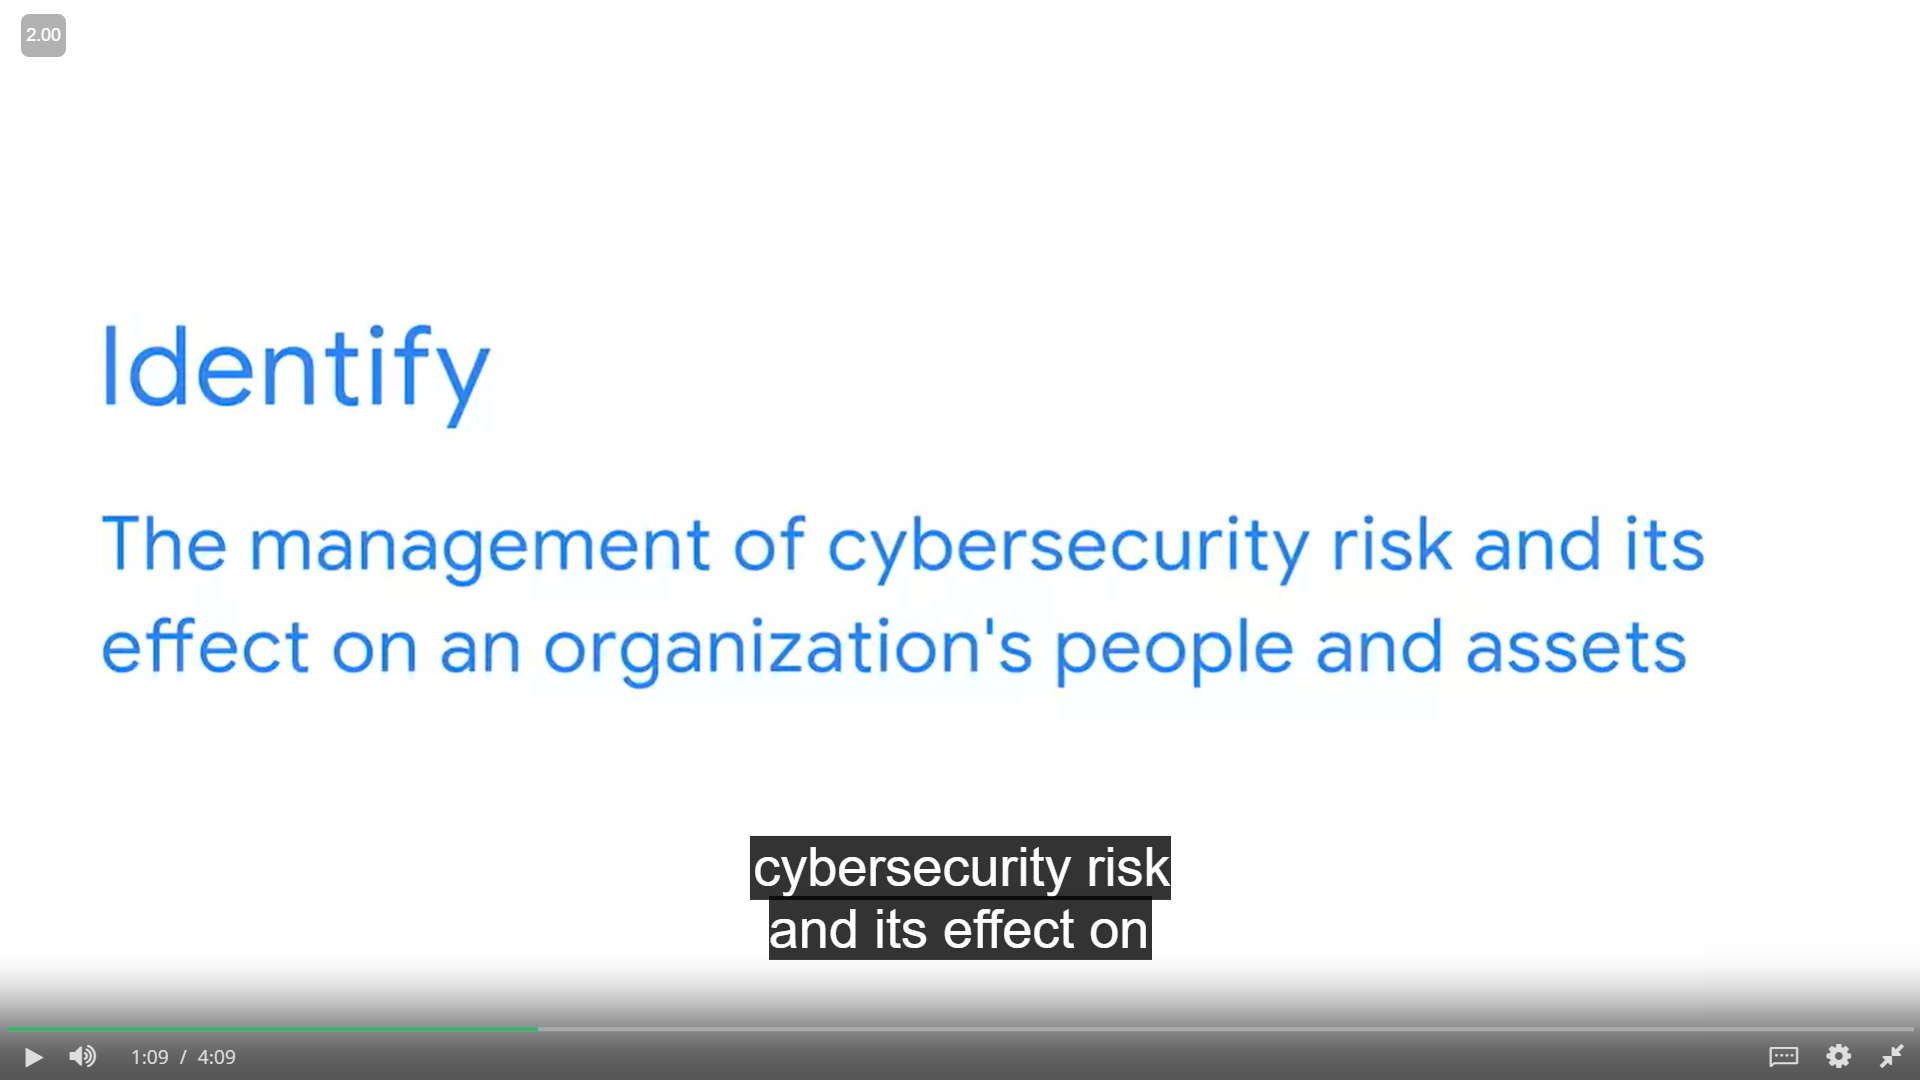 2.00
Identify
The management of cybersecurity risk and its
effect on an organization's people and assets
cybersecurity risk
and its effect on
1:09 / 4:09